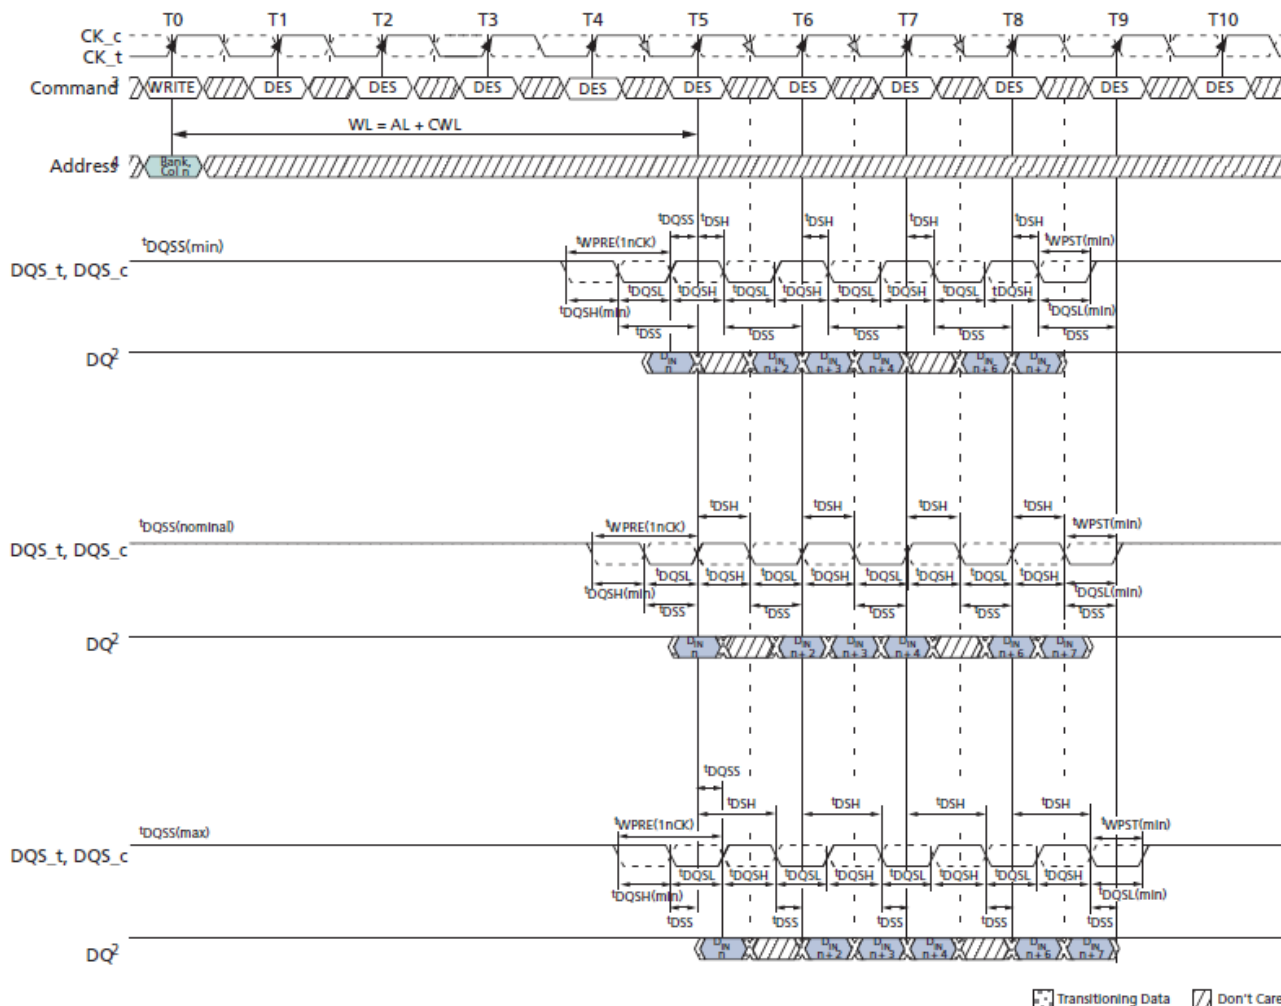 T0 T1 T2 T3 T4 T5 T6 T7 T8 T9 T10
CK_c
CK_t
Command3 WRITE DES DES DES DES DES DES DES DES DES DES
WL = AL + CWL
Address4 Bank, Col n
tDQSS tDSH tDSH tDSH tDSH
tDQSS(min) tWPRE(1nCK) tWPST(min)
DQS_t, DQS_c
tDQSL tDQSH tDQSL tDQSH tDQSL tDQSH tDQSL tDQSH
tDQSH(min) tDQSL(min)
tDSS tDSS tDSS tDSS tDSS
DQ2 DIN n DIN n+2 DIN n+3 DIN n+4 DIN n+6 DIN n+7
tDSH tDSH tDSH tDSH
tDQSS(nominal) tWPRE(1nCK) tWPST(min)
DQS_t, DQS_c
tDQSL tDQSH tDQSL tDQSH tDQSL tDQSH tDQSL tDQSH
tDQSH(min) tDQSL(min)
tDSS tDSS tDSS tDSS tDSS
DQ2 DIN n DIN n+2 DIN n+3 DIN n+4 DIN n+6 DIN n+7
tDQSS
tDSH tDSH tDSH tDSH
tDQSS(max) tWPRE(1nCK) tWPST(min)
DQS_t, DQS_c
tDQSL tDQSH tDQSL tDQSH tDQSL tDQSH tDQSL tDQSH
tDQSH(min) tDQSL(min)
tDSS tDSS tDSS tDSS tDSS
DQ2 DIN n DIN n+2 DIN n+3 DIN n+4 DIN n+6 DIN n+7
Transitioning Data Don't Care